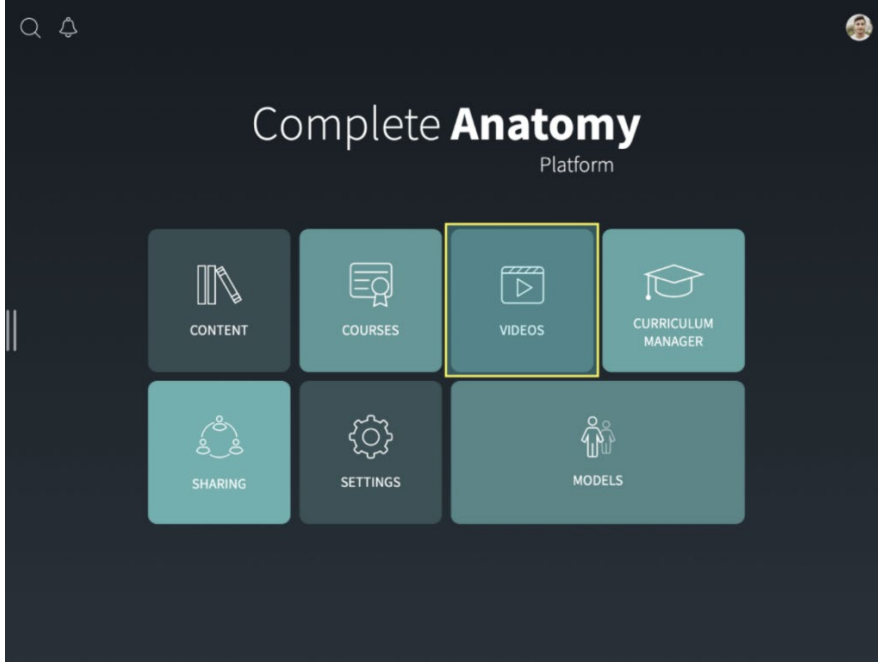 Complete Anatomy
Platform
CONTENT
COURSES
VIDEOS
CURRICULUM
MANAGER
SHARING
SETTINGS
MODELS